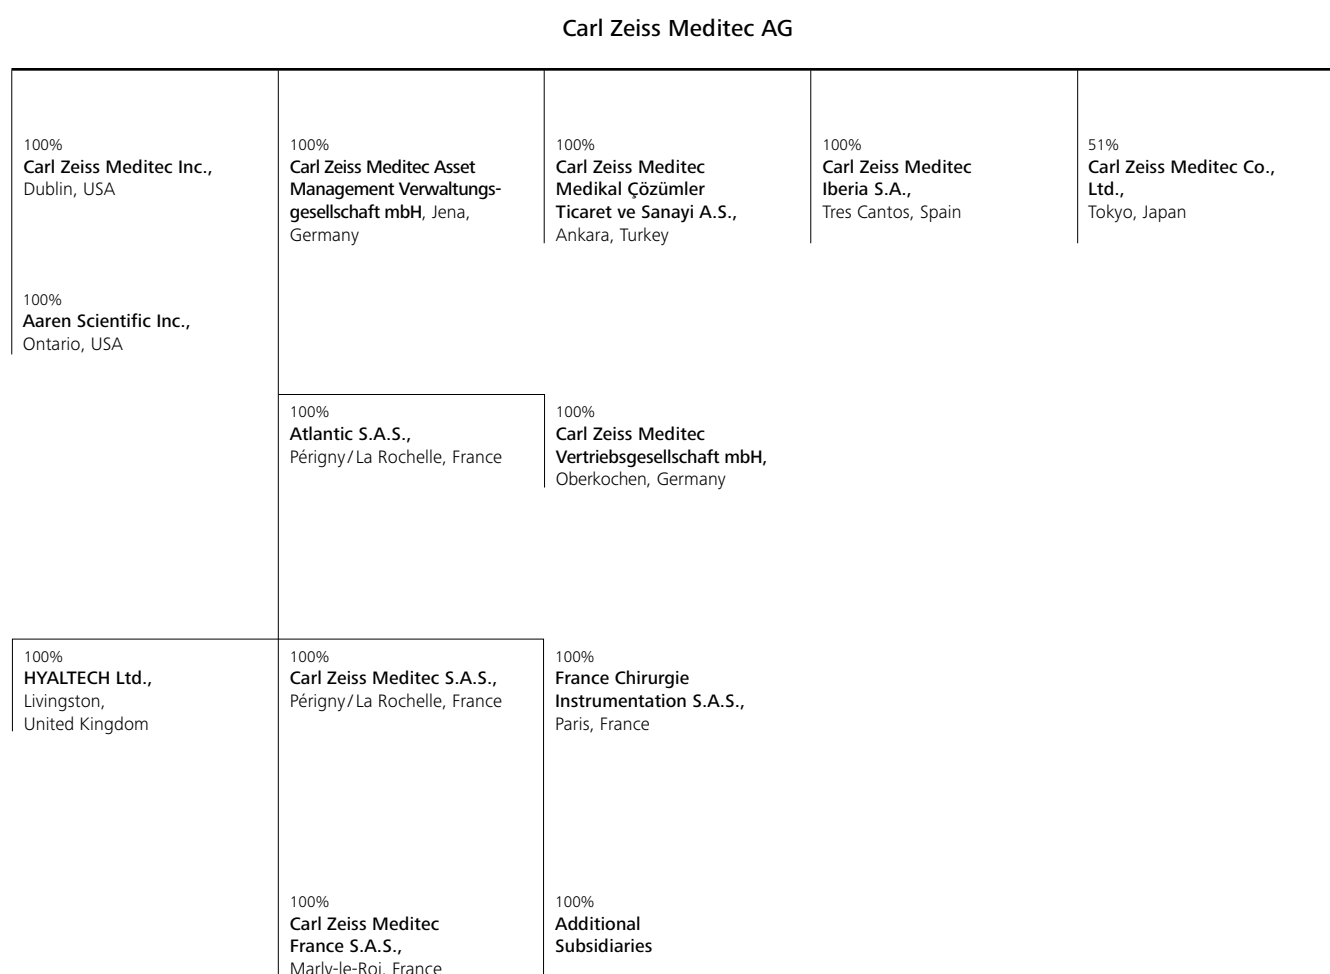 Carl Zeiss Meditec AG
100%
Carl Zeiss Meditec Inc.,
Dublin, USA
100%
Carl Zeiss Meditec Asset
Management Verwaltungs-
gesellschaft mbH, Jena,
Germany
100%
Carl Zeiss Meditec
Medikal Çözümler
Ticaret ve Sanayi A.S.,
Ankara, Turkey
100%
Carl Zeiss Meditec
Iberia S.A.,
Tres Cantos, Spain
51%
Carl Zeiss Meditec Co.,
Ltd.,
Tokyo, Japan
100%
Aaren Scientific Inc.,
Ontario, USA
100%
Atlantic S.A.S.,
Périgny/La Rochelle, France
100%
Carl Zeiss Meditec
Vertriebsgesellschaft mbH,
Oberkochen, Germany
100%
HYALTECH Ltd.,
Livingston,
United Kingdom
100%
Carl Zeiss Meditec S.A.S.,
Périgny/La Rochelle, France
100%
France Chirurgie
Instrumentation S.A.S.,
Paris, France
100%
Carl Zeiss Meditec
France S.A.S.,
Marly-le-Roi, France
100%
Additional
Subsidiaries